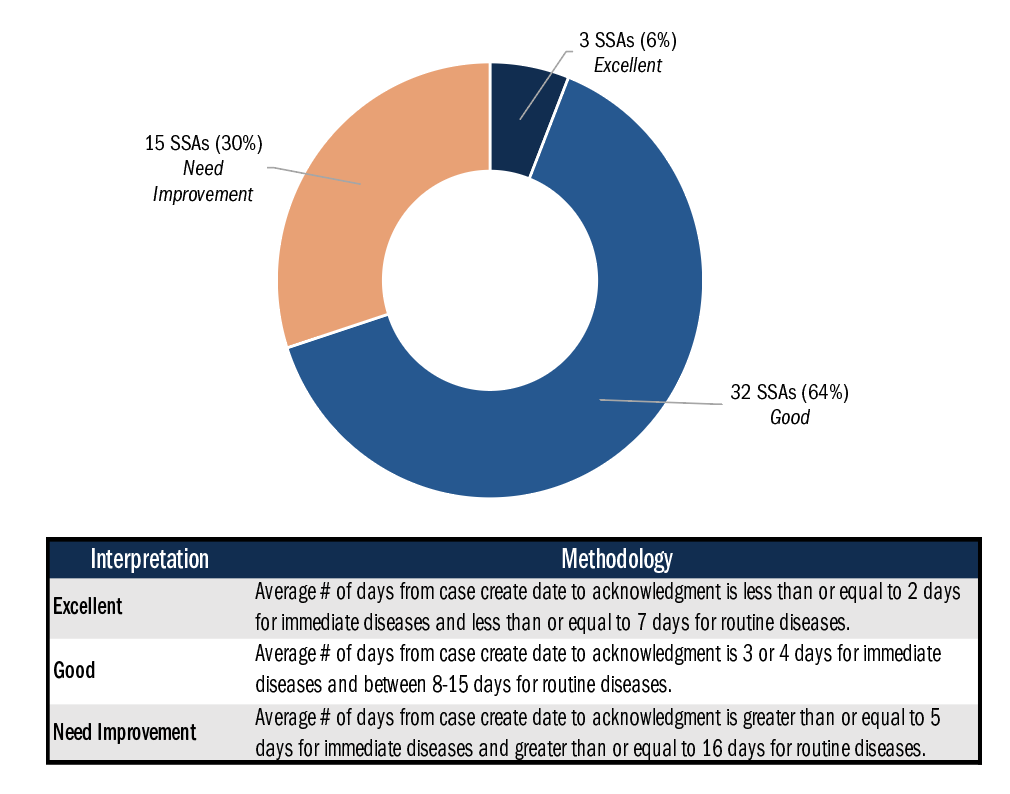 3 SSAs (6%)
Excellent
15 SSAs (30%)
Need
Improvement
32 SSAs (64%)
Good
Interpretation Methodology
Excellent
Average # of days from case create date to acknowledgment is less than or equal to 2 days
for immediate diseases and less than or equal to 7 days for routine diseases.
Good
Average # of days from case create date to acknowledgment is 3 or 4 days for immediate
diseases and between 8-15 days for routine diseases.
Need Improvement
Average # of days from case create date to acknowledgment is greater than or equal to 5
days for immediate diseases and greater than or equal to 16 days for routine diseases.